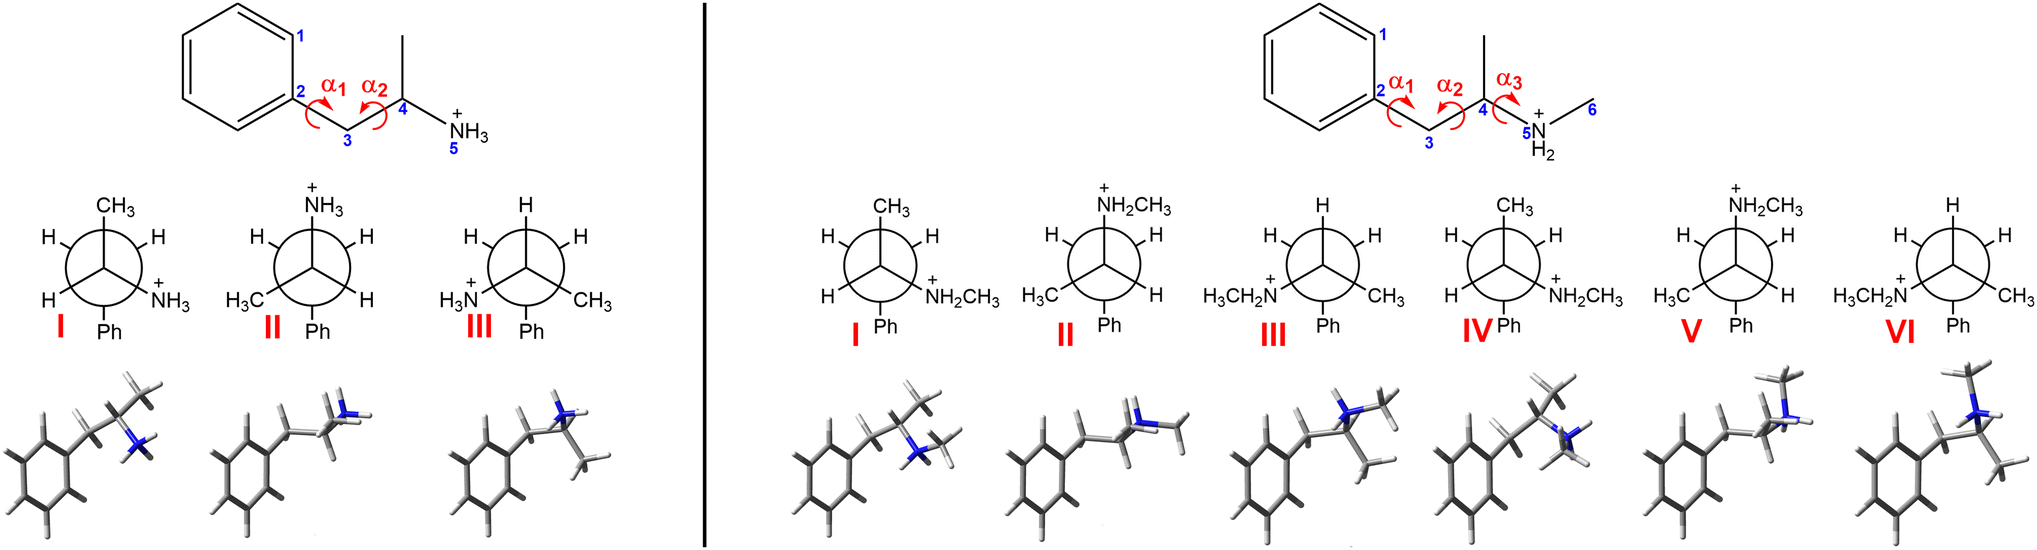 1
2
α1
α2
3
4
+
NH3
5
1
2
α1
α2
α3
3
4
5
+
N
H2
6
CH3
H
H
H
+
NH3
Ph
I
+
NH3
H
H
H3C
H
Ph
II
H
H
H
+
H3N
CH3
Ph
III
CH3
H
H
H
+
NH2CH3
Ph
I
+
NH2CH3
H
H
H3C
H
Ph
II
H
H
H
+
H3CH2N
CH3
Ph
III
CH3
H
H
H
+
NH2CH3
Ph
IV
+
NH2CH3
H
H
H3C
H
Ph
V
H
H
H
+
H3CH2N
CH3
Ph
VI